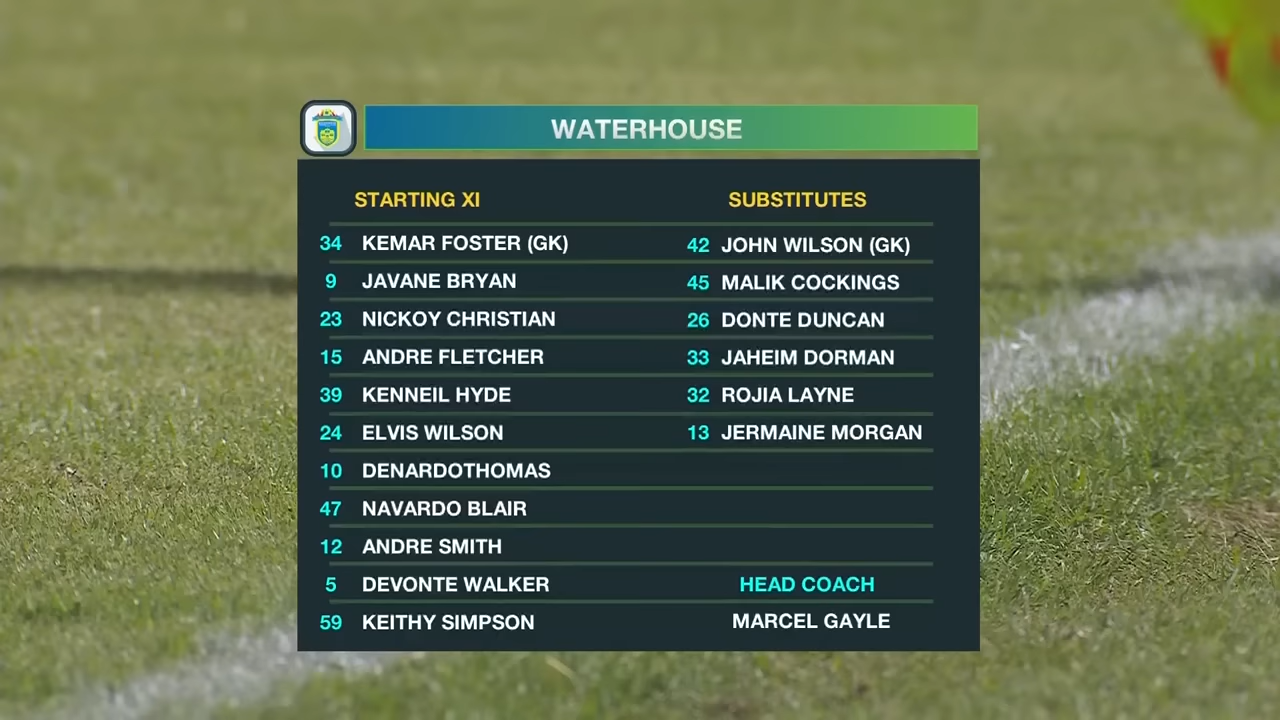 WATERHOUSE
STARTING XI
34 KEMAR FOSTER (GK)
9 JAVANE BRYAN
23 NICKOY CHRISTIAN
15 ANDRE FLETCHER
39 KENNEIL HYDE
24 ELVIS WILSON
10 DENARDOTHOMAS
47 NAVARDO BLAIR
12 ANDRE SMITH
5 DEVONTE WALKER
59 KEITHY SIMPSON
SUBSTITUTES
42 JOHN WILSON (GK)
45 MALIK COCKINGS
26 DONTE DUNCAN
33 JAHEIM DORMAN
32 ROJIA LAYNE
13 JERMAINE MORGAN
HEAD COACH
MARCEL GAYLE